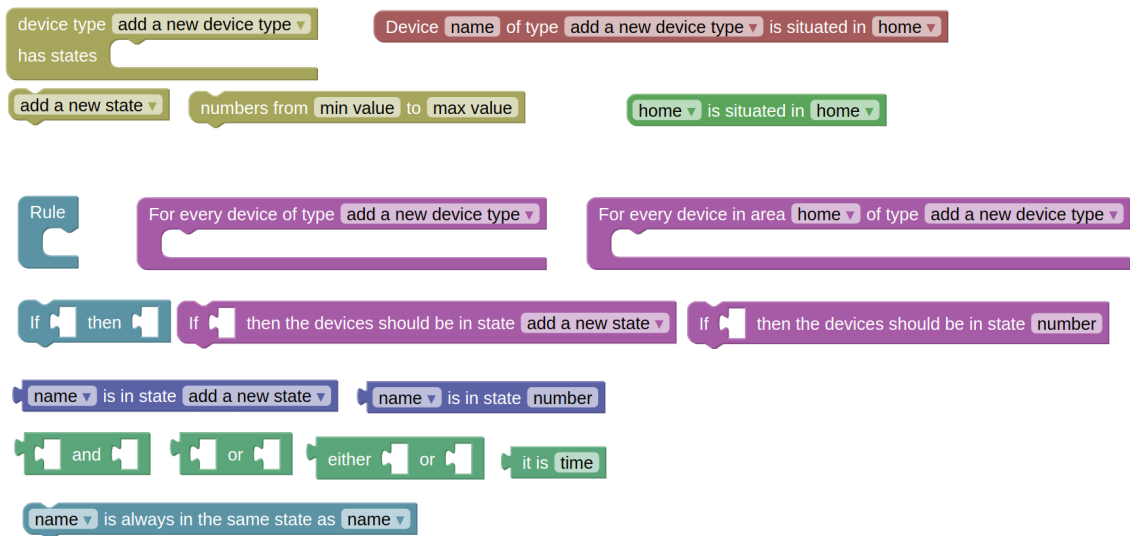 device type add a new device type
has states
Device name of type add a new device type is situated in home
add a new state
numbers from min value to max value
home is situated in home
Rule
For every device of type add a new device type
For every device in area home of type add a new device type
If then
If then the devices should be in state add a new state
If then the devices should be in state number
name is in state add a new state
name is in state number
and
or
either or
it is time
name is always in the same state as name